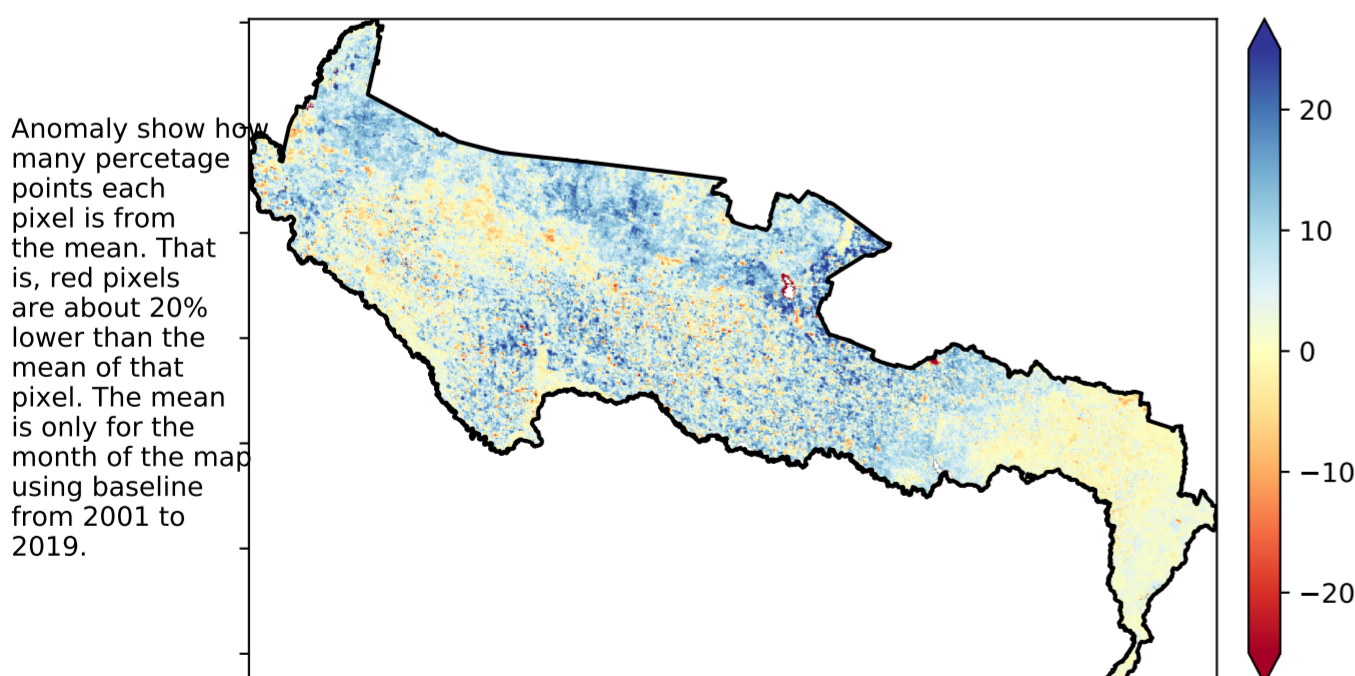 Anomaly show how
many percetage
points each
pixel is from
the mean. That
is, red pixels
are about 20%
lower than the
mean of that
pixel. The mean
is only for the
month of the map
using baseline
from 2001 to
2019.
20
10
0
−10
−20